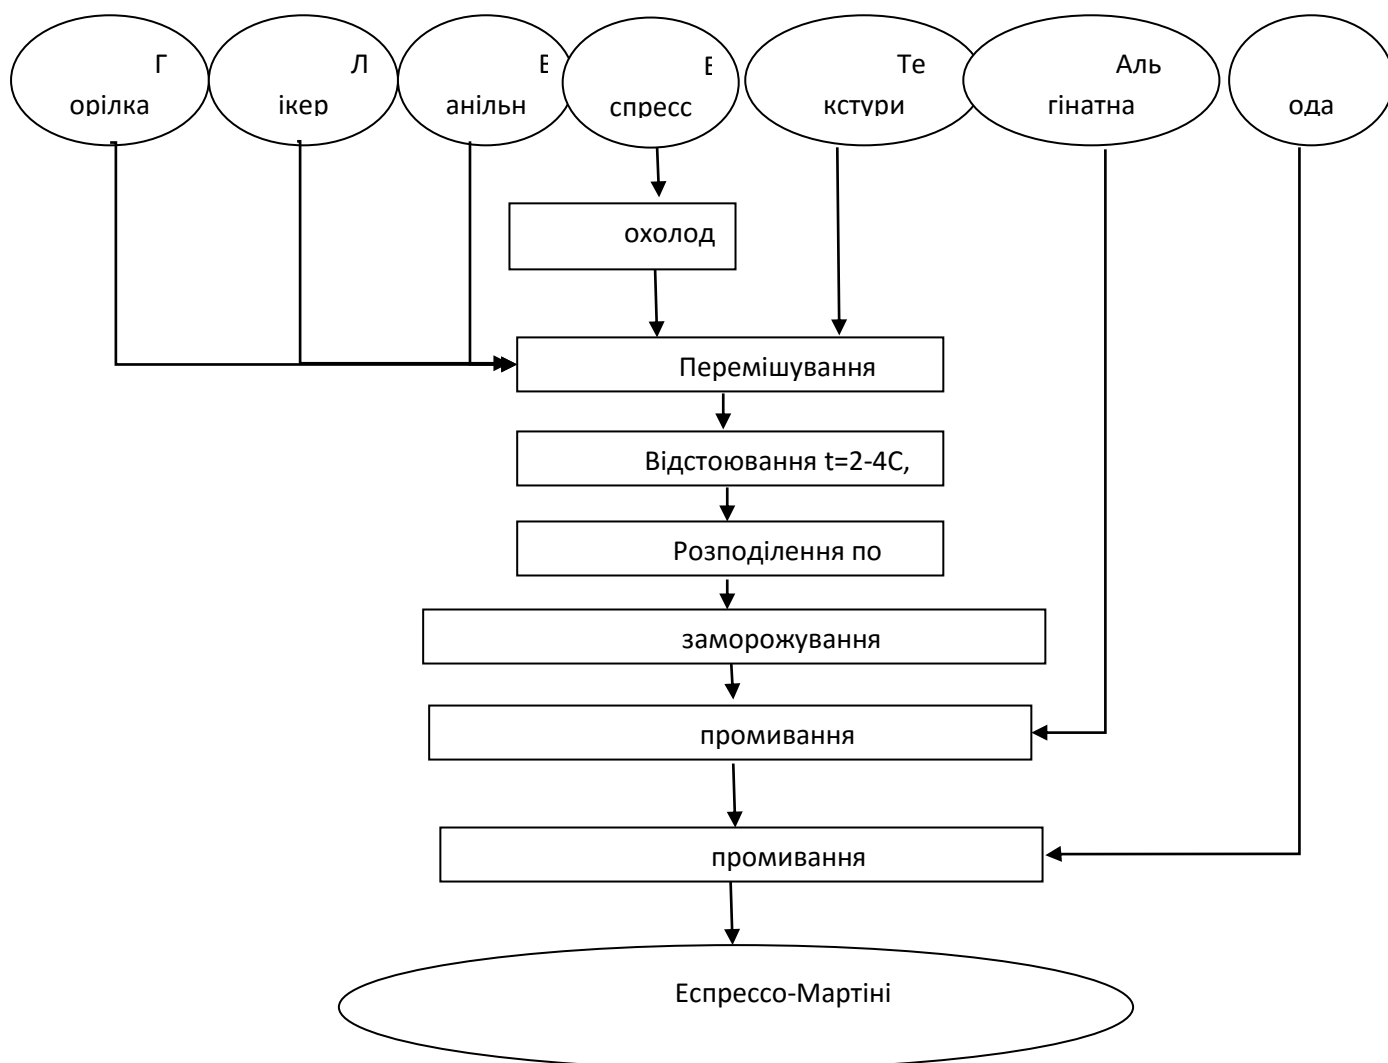 Г
орілка
Л
ікер
В
анільн
Е
спресс
Те
кстури
Аль
гінатна
ода
охолод
Перемішування
Відстоювання t=2-4С,
Розподілення по
заморожування
промивання
промивання
Еспрессо-Мартіні